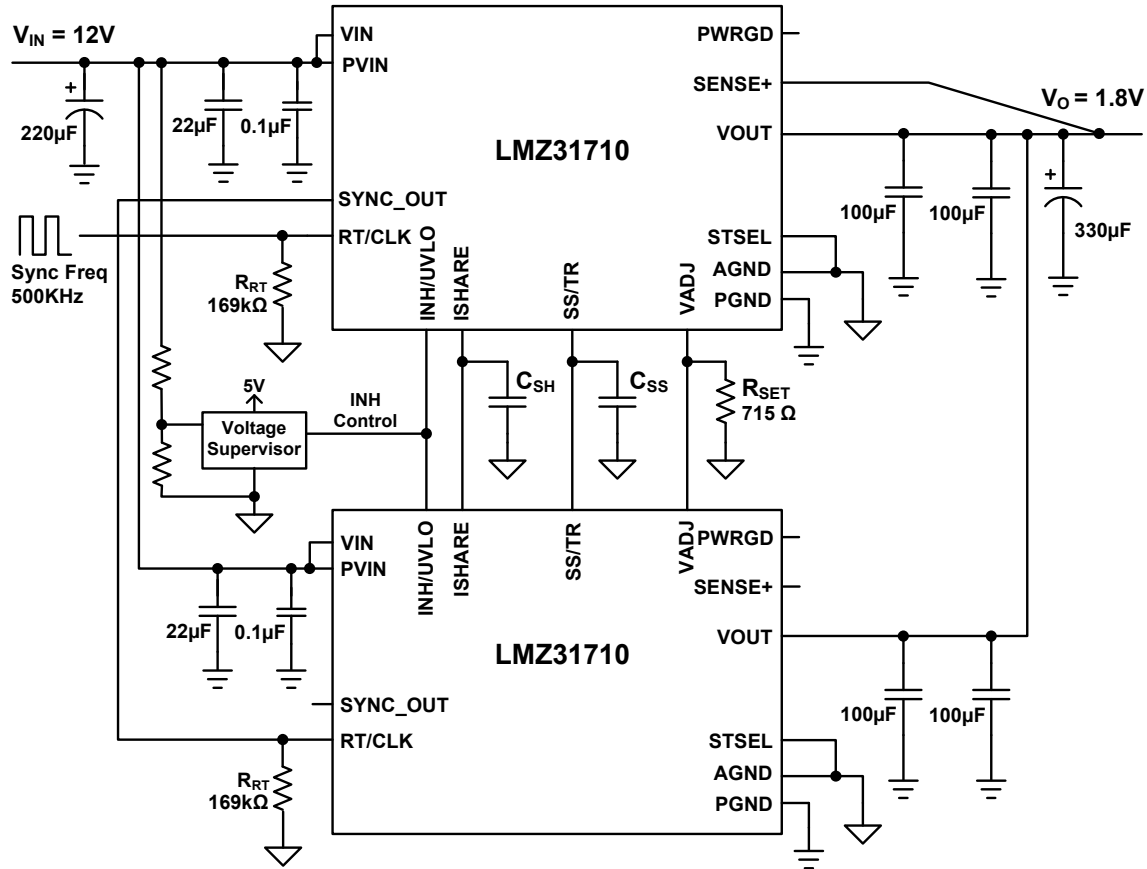 V_IN = 12V
VIN
PVIN
220µF
22µF
0.1µF
SYNC_OUT
RT/CLK
Sync Freq
500KHz
R_RT
169kΩ
LMZ31710
PWRGD
SENSE+
VOUT
V_O = 1.8V
100µF
100µF
330µF
STSEL
AGND
PGND
INH/UVLO
ISHARE
SS/TR
VADJ
C_SH
C_SS
R_SET
715 Ω
5V
Voltage
Supervisor
INH
Control
INH/UVLO
ISHARE
SS/TR
VADJ
VIN
PVIN
22µF
0.1µF
SYNC_OUT
RT/CLK
R_RT
169kΩ
LMZ31710
PWRGD
SENSE+
VOUT
100µF
100µF
STSEL
AGND
PGND